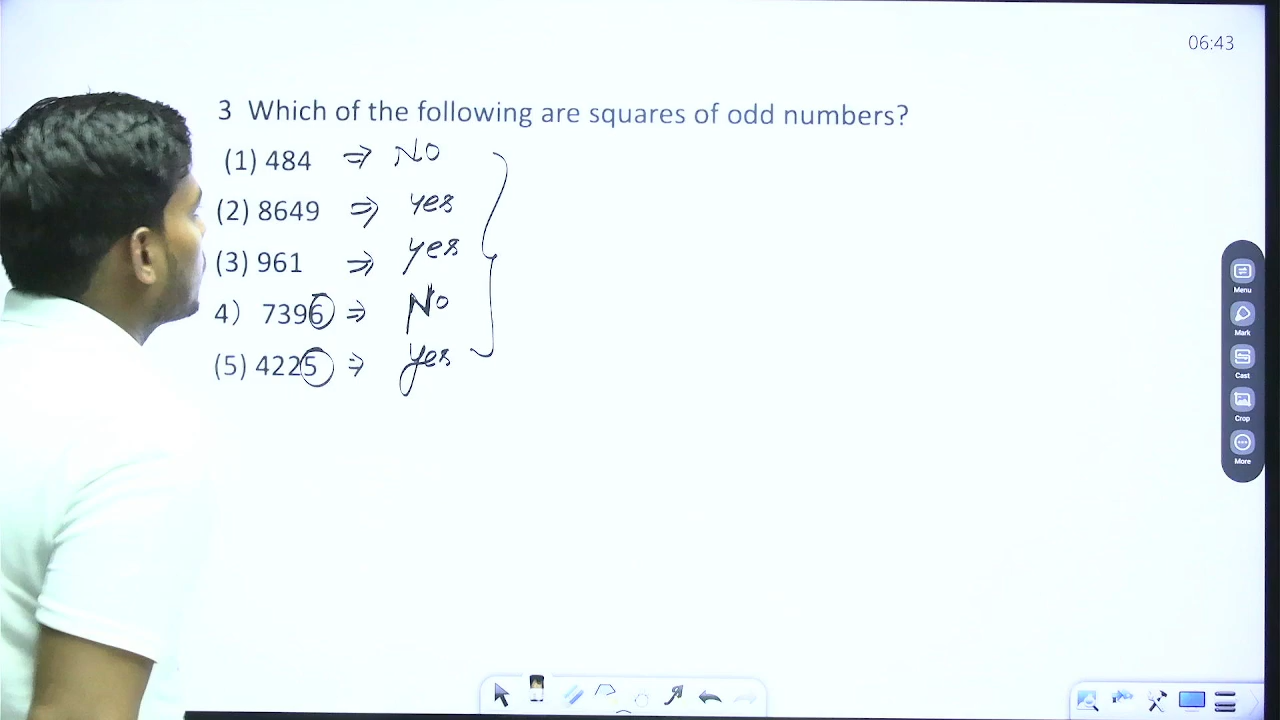 06:43
3 Which of the following are squares of odd numbers?
(1) 484 ⇒ No
(2) 8649 ⇒ yes
(3) 961 ⇒ yes
4) 7396 ⇒ No
(5) 4225 ⇒ yes
Menu
Mark
Cast
Crop
More